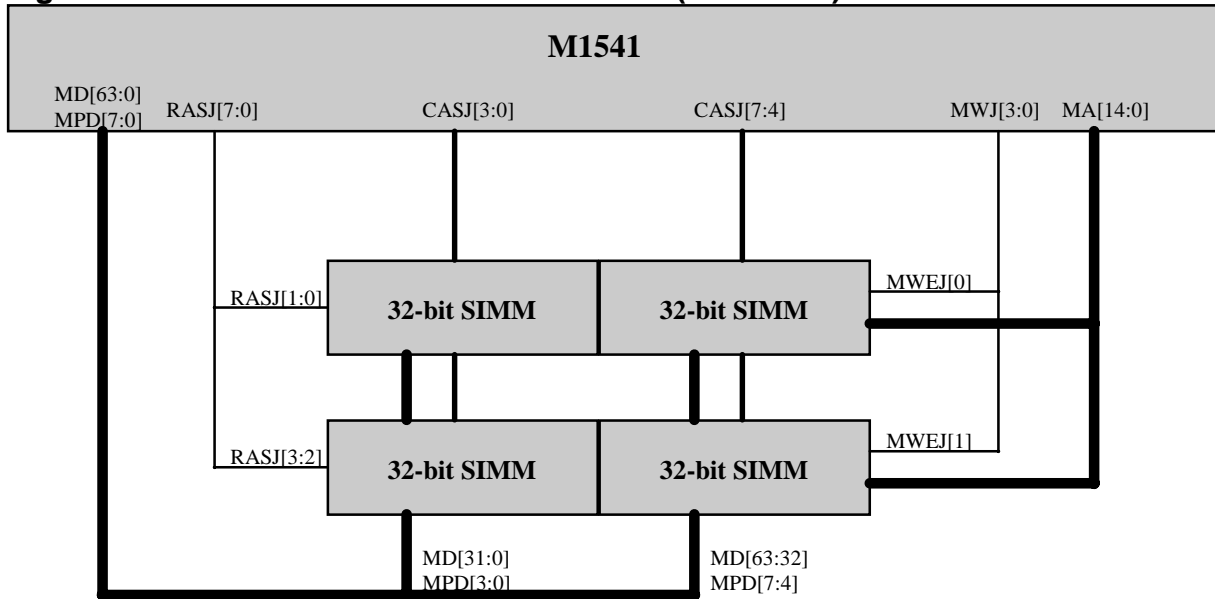 M1541
MD[63:0]
MPD[7:0]
RASJ[7:0]
CASJ[3:0]
CASJ[7:4]
MWJ[3:0]
MA[14:0]
RASJ[1:0]
32-bit SIMM
32-bit SIMM
MWEJ[0]
RASJ[3:2]
32-bit SIMM
32-bit SIMM
MWEJ[1]
MD[31:0]
MPD[3:0]
MD[63:32]
MPD[7:4]